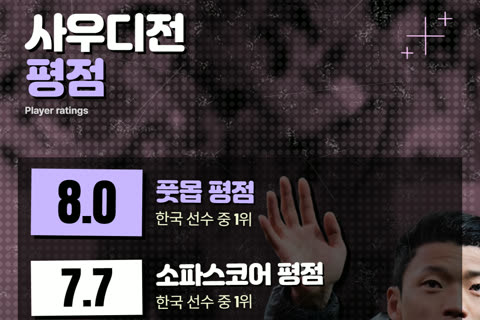 사우디전
평점
Player ratings
8.0
풋몹 평점
한국 선수 중 1위
7.7
소파스코어 평점
한국 선수 중 1위